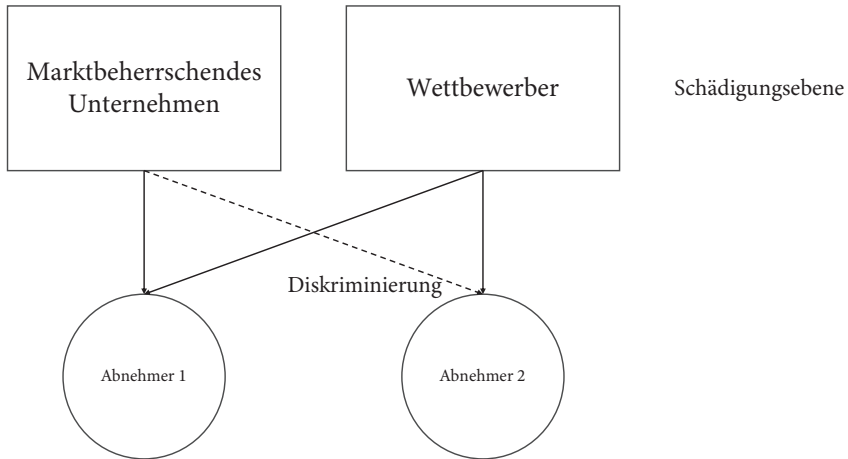 Marktbeherrschendes
Unternehmen
Wettbewerber
Schädigungsebene
Diskriminierung
Abnehmer 1
Abnehmer 2